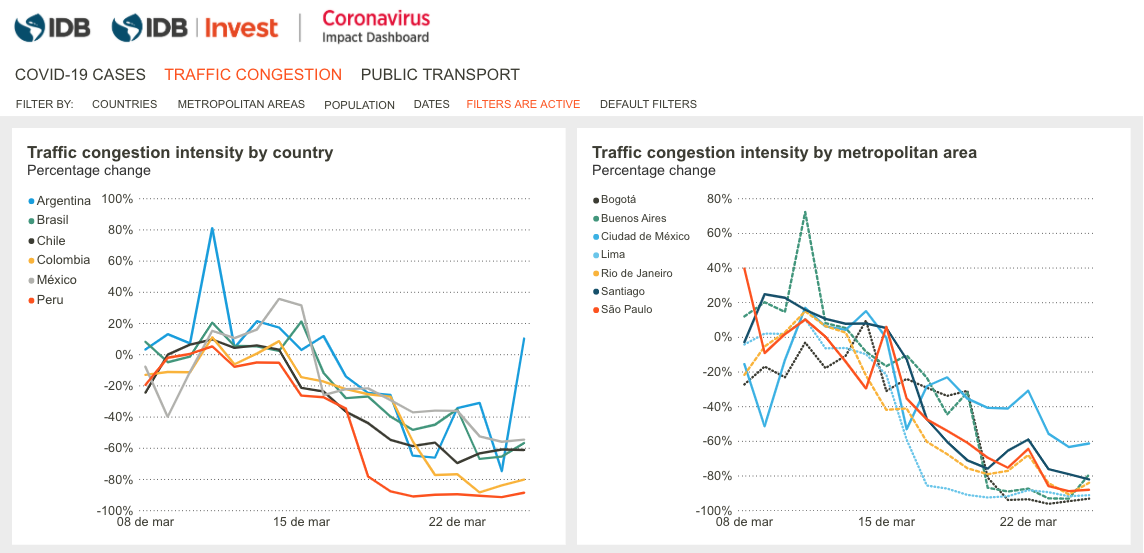 IDB IDB Invest Coronavirus
Impact Dashboard
COVID-19 CASES TRAFFIC CONGESTION PUBLIC TRANSPORT
FILTER BY: COUNTRIES METROPOLITAN AREAS POPULATION DATES FILTERS ARE ACTIVE DEFAULT FILTERS
Traffic congestion intensity by country
Percentage change
Argentina
Brasil
Chile
Colombia
México
Peru
100%
80%
60%
40%
20%
0%
-20%
-40%
-60%
-80%
-100%
08 de mar 15 de mar 22 de mar
Traffic congestion intensity by metropolitan area
Percentage change
Bogotá
Buenos Aires
Ciudad de México
Lima
Rio de Janeiro
Santiago
São Paulo
80%
60%
40%
20%
0%
-20%
-40%
-60%
-80%
-100%
08 de mar 15 de mar 22 de mar